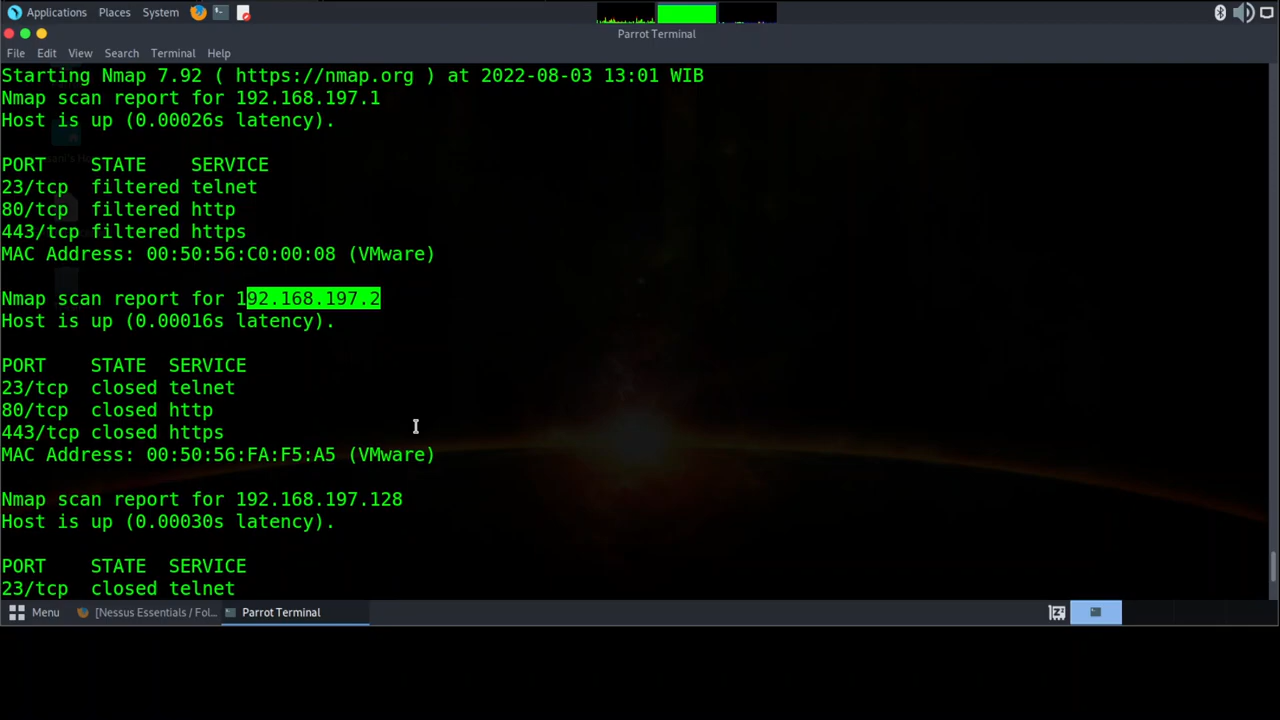 Applications Places System
Parrot Terminal
File Edit View Search Terminal Help
Starting Nmap 7.92 ( https://nmap.org ) at 2022-08-03 13:01 WIB
Nmap scan report for 192.168.197.1
Host is up (0.00026s latency).
PORT    STATE    SERVICE
23/tcp  filtered telnet
80/tcp  filtered http
443/tcp filtered https
MAC Address: 00:50:56:C0:00:08 (VMware)
Nmap scan report for 192.168.197.2
Host is up (0.00016s latency).
PORT    STATE  SERVICE
23/tcp  closed telnet
80/tcp  closed http
443/tcp closed https
MAC Address: 00:50:56:FA:F5:A5 (VMware)
Nmap scan report for 192.168.197.128
Host is up (0.00030s latency).
PORT    STATE  SERVICE
23/tcp  closed telnet
Menu [Nessus Essentials / Fol... Parrot Terminal